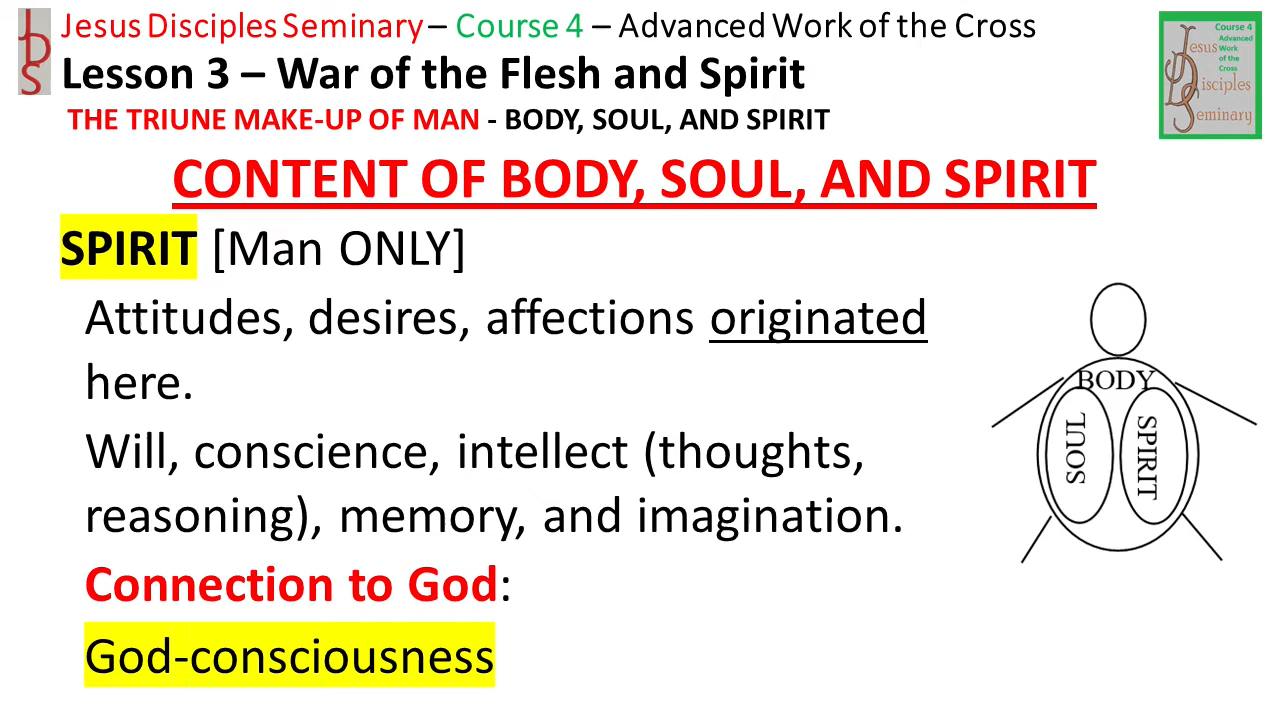 JDS
Jesus Disciples Seminary – Course 4 – Advanced Work of the Cross
Lesson 3 – War of the Flesh and Spirit
THE TRIUNE MAKE-UP OF MAN - BODY, SOUL, AND SPIRIT
Course 4
Advanced
Work
of the
Cross
Jesus
Disciples
Seminary
CONTENT OF BODY, SOUL, AND SPIRIT
SPIRIT [Man ONLY]
Attitudes, desires, affections originated
here.
Will, conscience, intellect (thoughts,
reasoning), memory, and imagination.
Connection to God:
God-consciousness
BODY
SOUL
SPIRIT